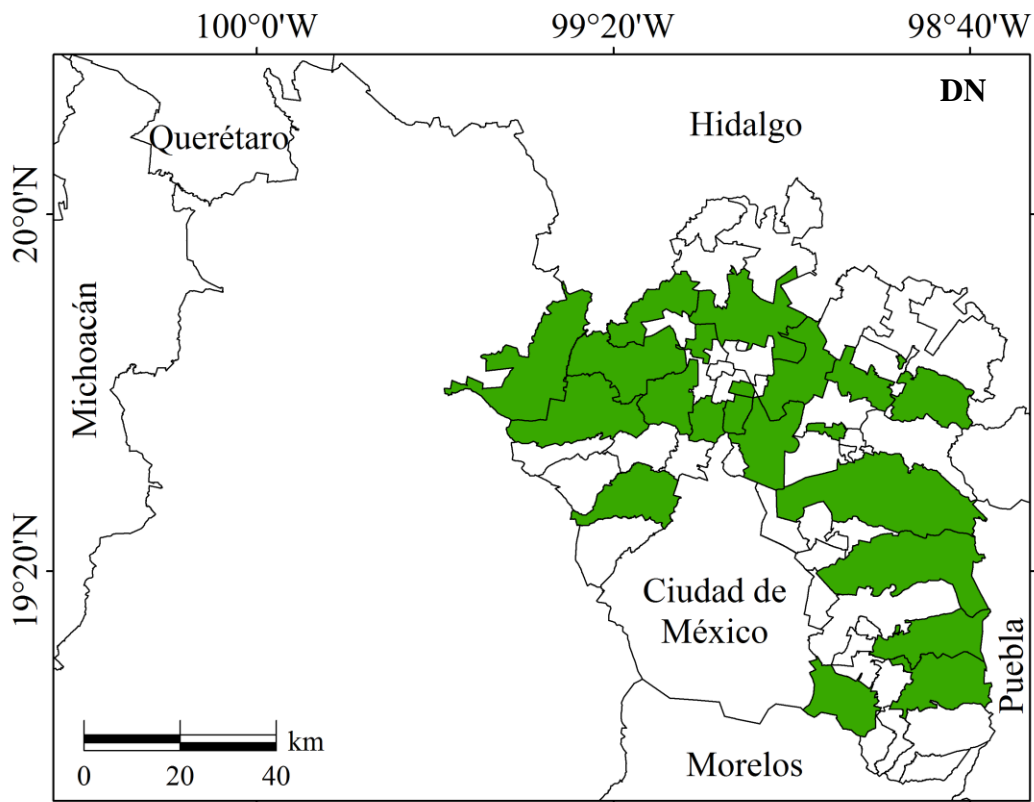 100°0'W
99°20'W
98°40'W
DN
Querétaro
Hidalgo
20°0'N
Michoacán
19°20'N
Ciudad de
México
Puebla
km
0
20
40
Morelos